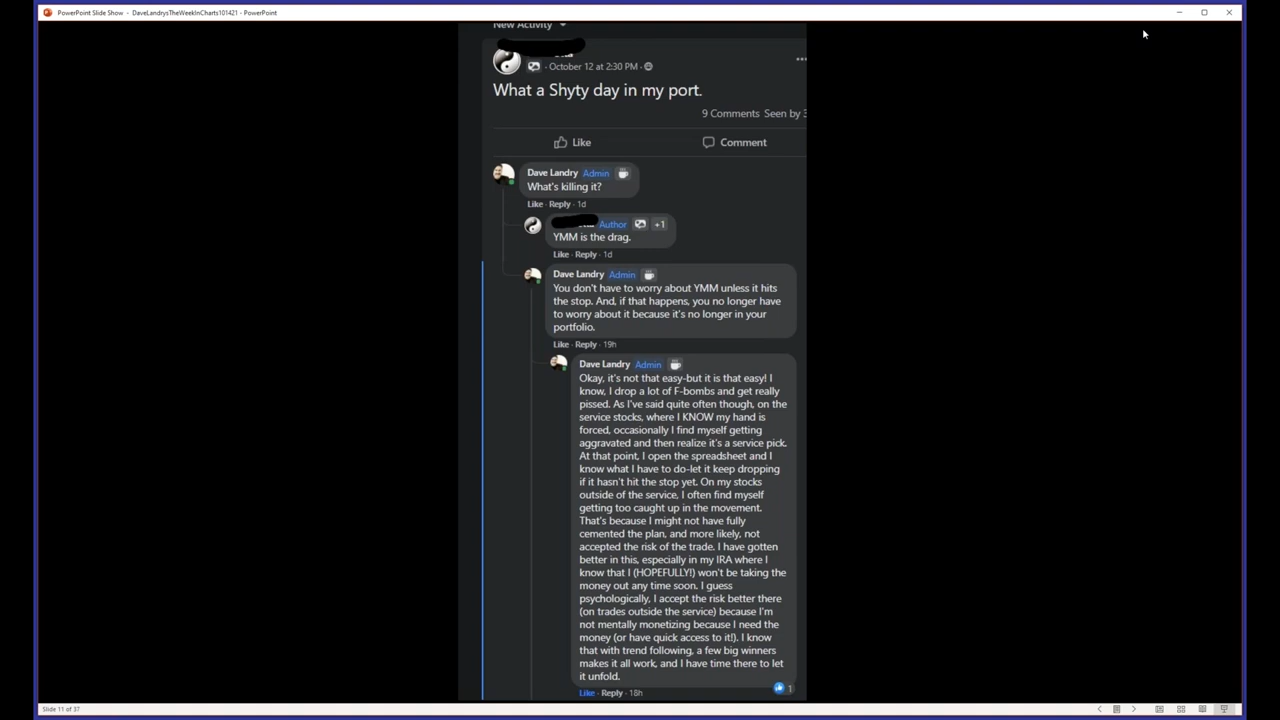 PowerPoint Slide Show - DaveLandrysTheWeekInCharts101421 - PowerPoint
New Activity
October 12 at 2:30 PM ·
What a Shyty day in my port.
9 Comments Seen by 3
Like
Comment
Dave Landry Admin
What's killing it?
Like · Reply · 1d
Author +1
YMM is the drag.
Like · Reply · 1d
Dave Landry Admin
You don't have to worry about YMM unless it hits
the stop. And, if that happens, you no longer have
to worry about it because it's no longer in your
portfolio.
Like · Reply · 19h
Dave Landry Admin
Okay, it's not that easy-but it is that easy! I
know, I drop a lot of F-bombs and get really
pissed. As I've said quite often though, on the
service stocks, where I KNOW my hand is
forced, occasionally I find myself getting
aggravated and then realize it's a service pick.
At that point, I open the spreadsheet and I
know what I have to do-let it keep dropping
if it hasn't hit the stop yet. On my stocks
outside of the service, I often find myself
getting too caught up in the movement.
That's because I might not have fully
cemented the plan, and more likely, not
accepted the risk of the trade. I have gotten
better in this, especially in my IRA where I
know that I (HOPEFULLY!) won't be taking the
money out any time soon. I guess
psychologically, I accept the risk better there
(on trades outside the service) because I'm
not mentally monetizing because I need the
money (or have quick access to it!). I know
that with trend following, a few big winners
makes it all work, and I have time there to let
it unfold.
1
Like · Reply · 18h
Slide 11 of 37